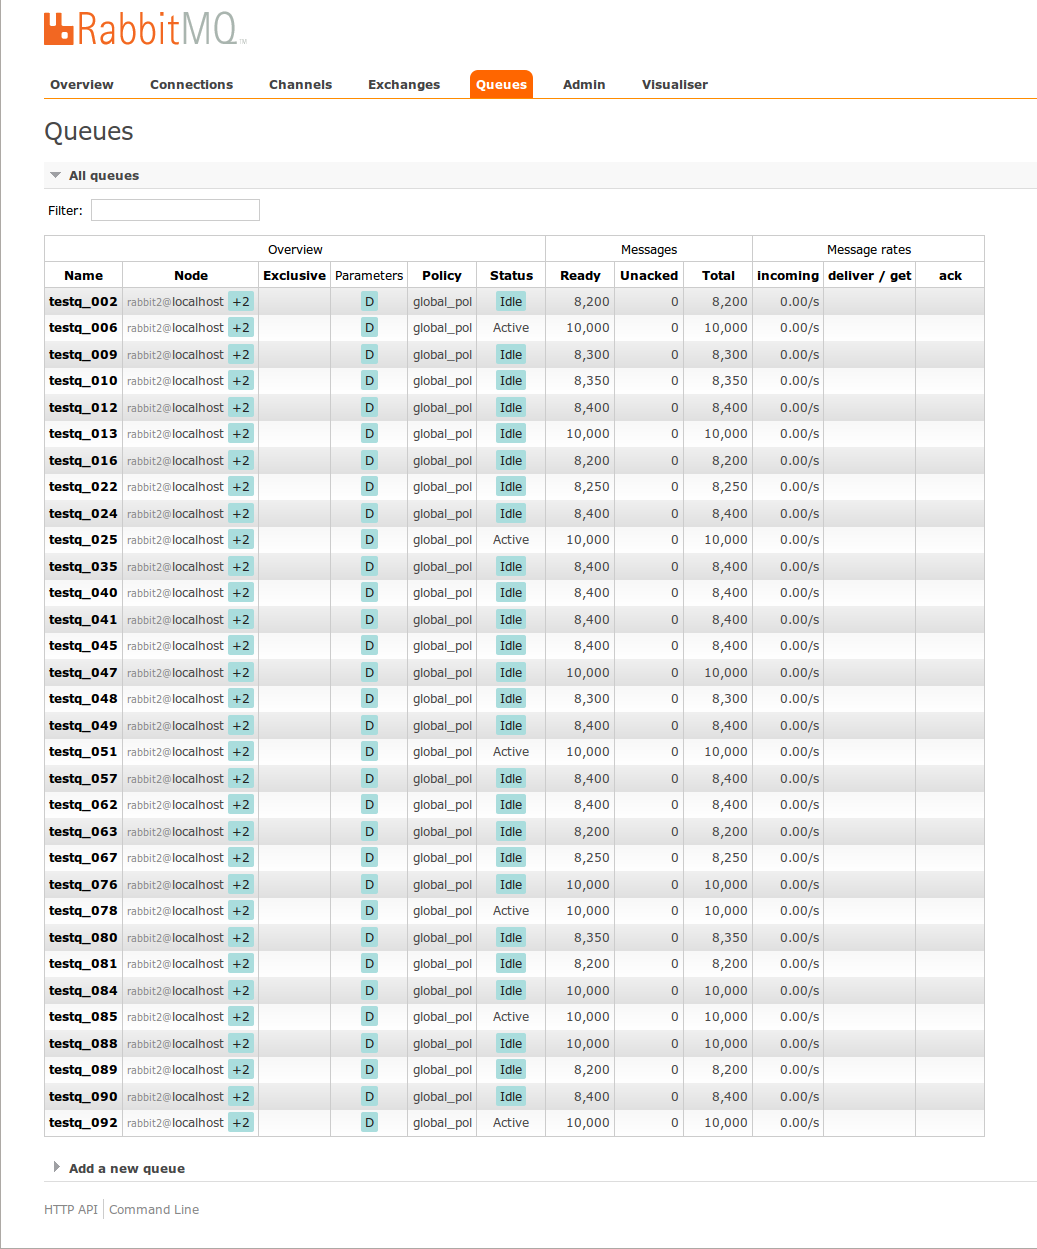 RabbitMQ™
Overview Connections Channels Exchanges Queues Admin Visualiser
Queues
All queues
Filter:
Overview Messages Message rates
Name Node Exclusive Parameters Policy Status Ready Unacked Total incoming deliver / get ack
testq_002 rabbit2@localhost +2 D global_pol Idle 8,200 0 8,200 0.00/s
testq_006 rabbit2@localhost +2 D global_pol Active 10,000 0 10,000 0.00/s
testq_009 rabbit2@localhost +2 D global_pol Idle 8,300 0 8,300 0.00/s
testq_010 rabbit2@localhost +2 D global_pol Idle 8,350 0 8,350 0.00/s
testq_012 rabbit2@localhost +2 D global_pol Idle 8,400 0 8,400 0.00/s
testq_013 rabbit2@localhost +2 D global_pol Idle 10,000 0 10,000 0.00/s
testq_016 rabbit2@localhost +2 D global_pol Idle 8,200 0 8,200 0.00/s
testq_022 rabbit2@localhost +2 D global_pol Idle 8,250 0 8,250 0.00/s
testq_024 rabbit2@localhost +2 D global_pol Idle 8,400 0 8,400 0.00/s
testq_025 rabbit2@localhost +2 D global_pol Active 10,000 0 10,000 0.00/s
testq_035 rabbit2@localhost +2 D global_pol Idle 8,400 0 8,400 0.00/s
testq_040 rabbit2@localhost +2 D global_pol Idle 8,400 0 8,400 0.00/s
testq_041 rabbit2@localhost +2 D global_pol Idle 8,400 0 8,400 0.00/s
testq_045 rabbit2@localhost +2 D global_pol Idle 8,400 0 8,400 0.00/s
testq_047 rabbit2@localhost +2 D global_pol Idle 10,000 0 10,000 0.00/s
testq_048 rabbit2@localhost +2 D global_pol Idle 8,300 0 8,300 0.00/s
testq_049 rabbit2@localhost +2 D global_pol Idle 8,400 0 8,400 0.00/s
testq_051 rabbit2@localhost +2 D global_pol Active 10,000 0 10,000 0.00/s
testq_057 rabbit2@localhost +2 D global_pol Idle 8,400 0 8,400 0.00/s
testq_062 rabbit2@localhost +2 D global_pol Idle 8,400 0 8,400 0.00/s
testq_063 rabbit2@localhost +2 D global_pol Idle 8,200 0 8,200 0.00/s
testq_067 rabbit2@localhost +2 D global_pol Idle 8,250 0 8,250 0.00/s
testq_076 rabbit2@localhost +2 D global_pol Idle 10,000 0 10,000 0.00/s
testq_078 rabbit2@localhost +2 D global_pol Active 10,000 0 10,000 0.00/s
testq_080 rabbit2@localhost +2 D global_pol Idle 8,350 0 8,350 0.00/s
testq_081 rabbit2@localhost +2 D global_pol Idle 8,200 0 8,200 0.00/s
testq_084 rabbit2@localhost +2 D global_pol Idle 10,000 0 10,000 0.00/s
testq_085 rabbit2@localhost +2 D global_pol Active 10,000 0 10,000 0.00/s
testq_088 rabbit2@localhost +2 D global_pol Idle 10,000 0 10,000 0.00/s
testq_089 rabbit2@localhost +2 D global_pol Idle 8,200 0 8,200 0.00/s
testq_090 rabbit2@localhost +2 D global_pol Idle 8,400 0 8,400 0.00/s
testq_092 rabbit2@localhost +2 D global_pol Active 10,000 0 10,000 0.00/s
Add a new queue
HTTP API Command Line